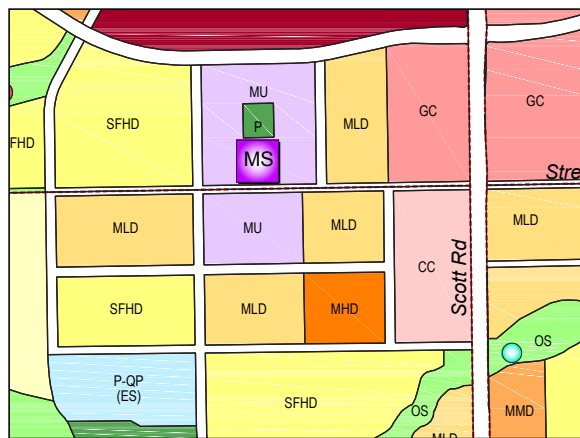 MU
GC
GC
SFHD
P
MLD
FHD
MS
Stre
MLD
MU
MLD
MLD
CC
Scott Rd
SFHD
MLD
MHD
OS
P-QP
(ES)
SFHD
OS
MMD
MLD